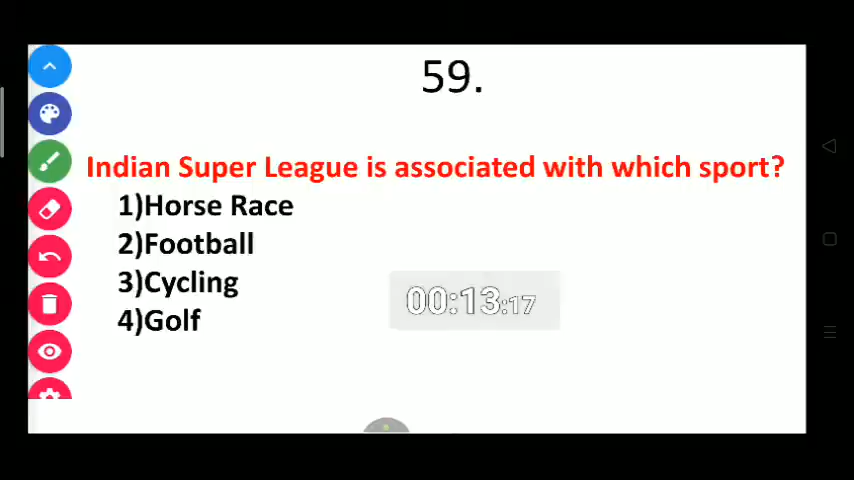 59.
Indian Super League is associated with which sport?
1)Horse Race
2)Football
3)Cycling
4)Golf
00:13:17